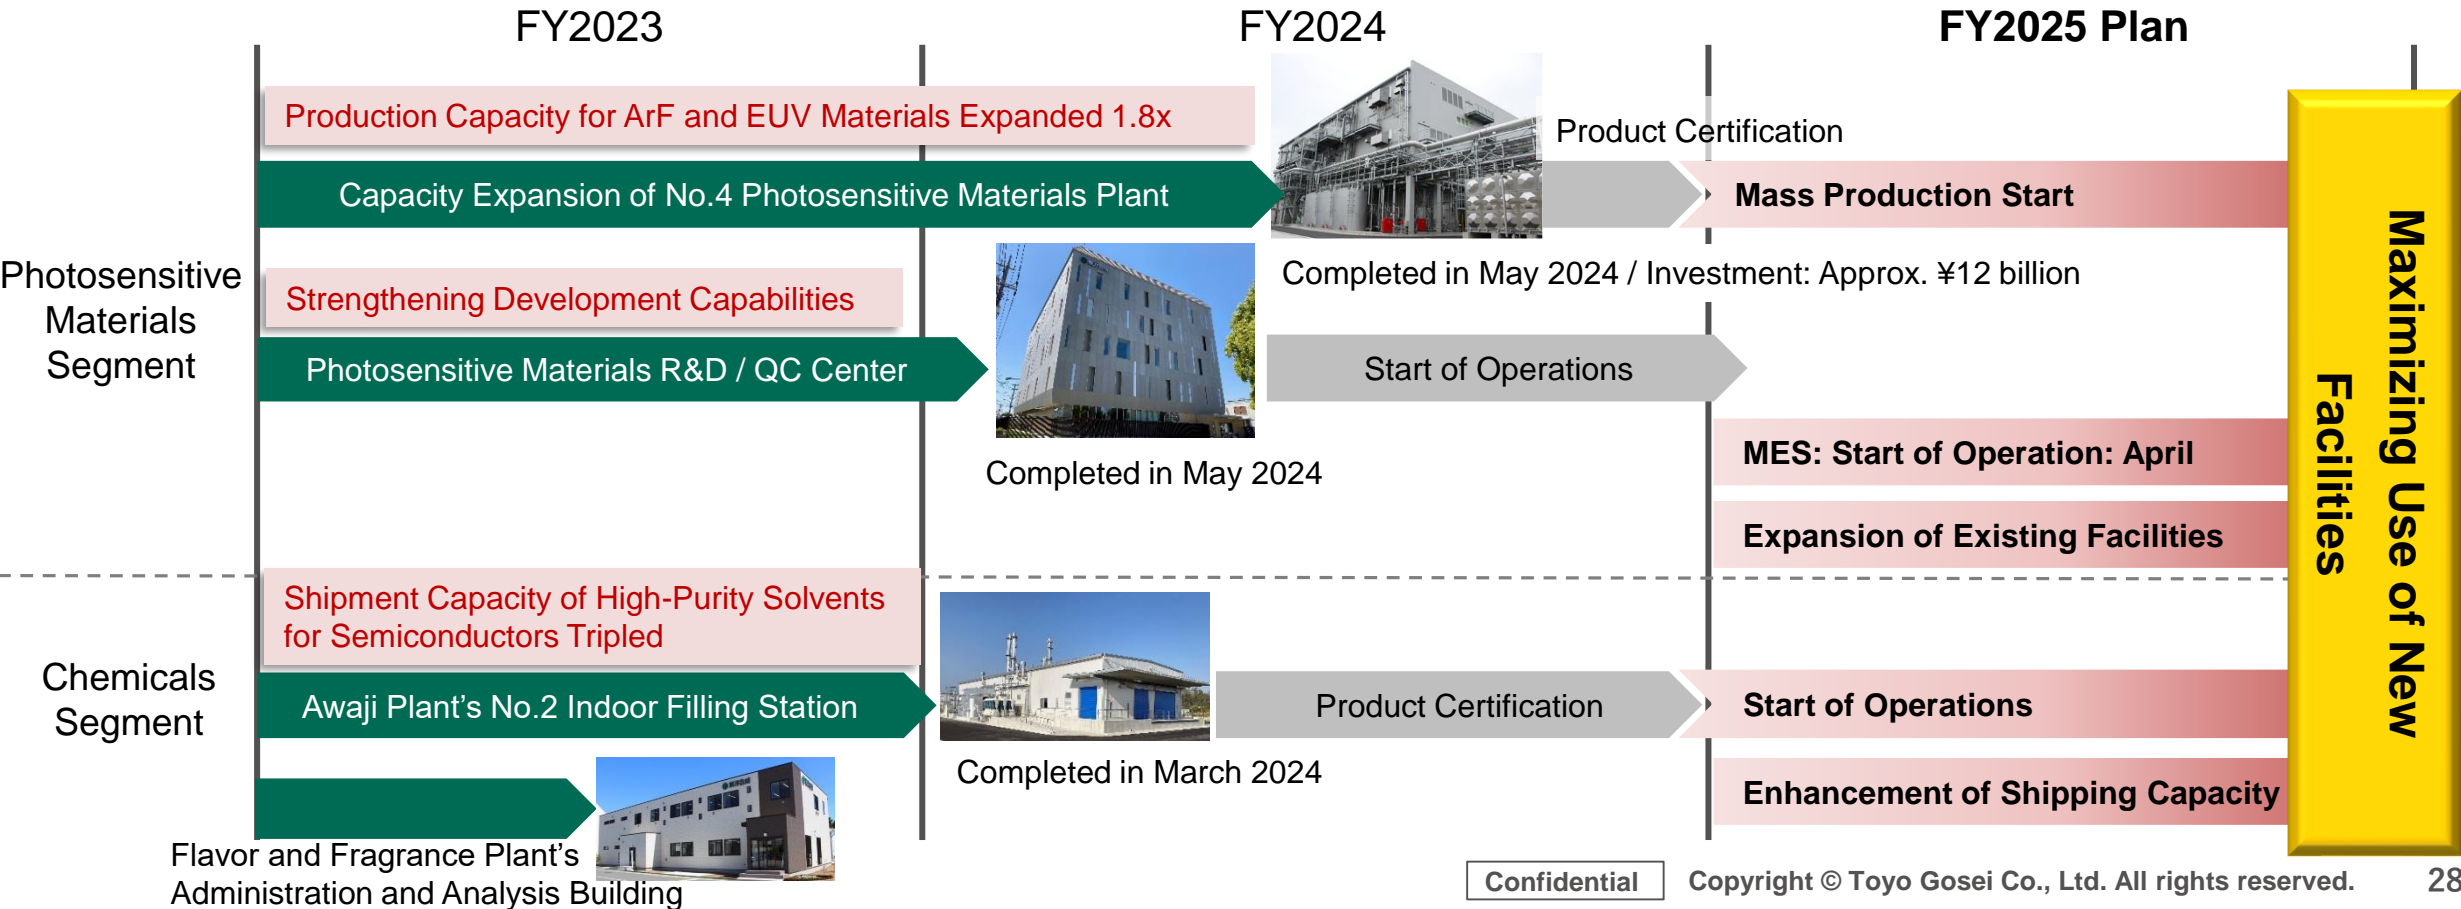 FY2023
FY2024
FY2025 Plan
Production Capacity for ArF and EUV Materials Expanded 1.8x
Product Certification
Capacity Expansion of No.4 Photosensitive Materials Plant
Mass Production Start
Completed in May 2024 / Investment: Approx. ¥12 billion
Photosensitive
Materials
Segment
Strengthening Development Capabilities
Photosensitive Materials R&D / QC Center
Start of Operations
Completed in May 2024
MES: Start of Operation: April
Expansion of Existing Facilities
Shipment Capacity of High-Purity Solvents
for Semiconductors Tripled
Chemicals
Segment
Awaji Plant’s No.2 Indoor Filling Station
Product Certification
Start of Operations
Completed in March 2024
Enhancement of Shipping Capacity
Flavor and Fragrance Plant’s
Administration and Analysis Building
Maximizing Use of New
Facilities
Confidential
Copyright © Toyo Gosei Co., Ltd. All rights reserved.
28